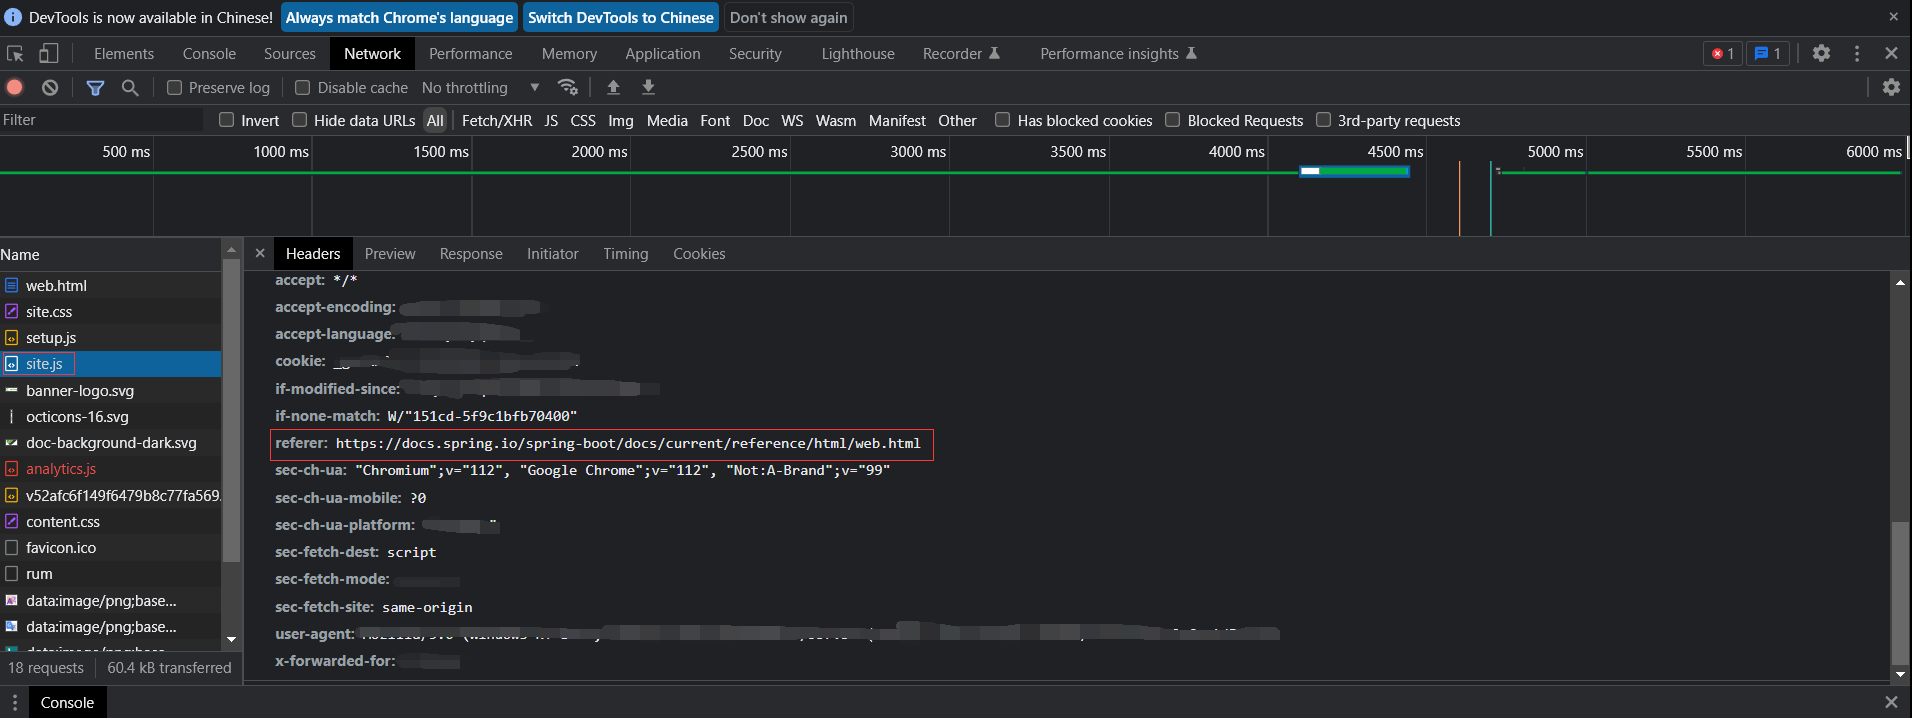 DevTools is now available in Chinese! Always match Chrome's language Switch DevTools to Chinese Don't show again
Elements Console Sources Network Performance Memory Application Security Lighthouse Recorder Performance insights 1 1
Preserve log Disable cache No throttling
Filter Invert Hide data URLs All Fetch/XHR JS CSS Img Media Font Doc WS Wasm Manifest Other Has blocked cookies Blocked Requests 3rd-party requests
500 ms 1000 ms 1500 ms 2000 ms 2500 ms 3000 ms 3500 ms 4000 ms 4500 ms 5000 ms 5500 ms 6000 ms
Name
web.html
site.css
setup.js
site.js
banner-logo.svg
octicons-16.svg
doc-background-dark.svg
analytics.js
v52afc6f149f6479b8c77fa569.
content.css
favicon.ico
rum
data:image/png;base...
data:image/png;base...
data:image/png;base...
18 requests 60.4 kB transferred
Headers Preview Response Initiator Timing Cookies
accept: */*
accept-encoding:
accept-language:
cookie:
if-modified-since:
if-none-match: W/"151cd-5f9c1bfb70400"
referer: https://docs.spring.io/spring-boot/docs/current/reference/html/web.html
sec-ch-ua: "Chromium";v="112", "Google Chrome";v="112", "Not:A-Brand";v="99"
sec-ch-ua-mobile: ?0
sec-ch-ua-platform: "
sec-fetch-dest: script
sec-fetch-mode:
sec-fetch-site: same-origin
user-agent:
x-forwarded-for:
Console